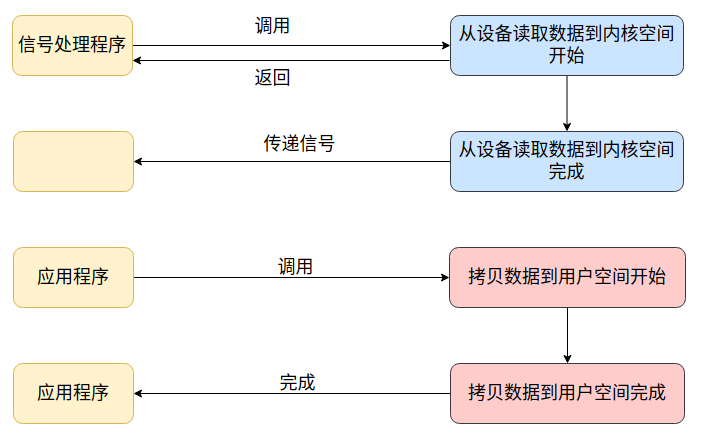 信号处理程序
调用
返回
从设备读取数据到内核空间
开始
传递信号
从设备读取数据到内核空间
完成
应用程序
调用
拷贝数据到用户空间开始
应用程序
完成
拷贝数据到用户空间完成